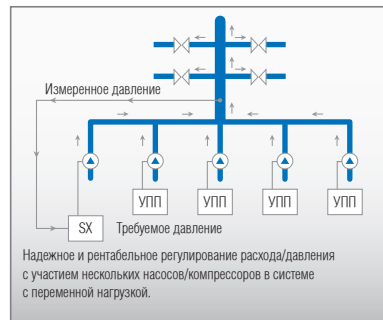 Измеренное давление
УПП УПП УПП УПП
SX Требуемое давление
Надежное и рентабельное регулирование расхода/давления
с участием нескольких насосов/компрессоров в системе
с переменной нагрузкой.